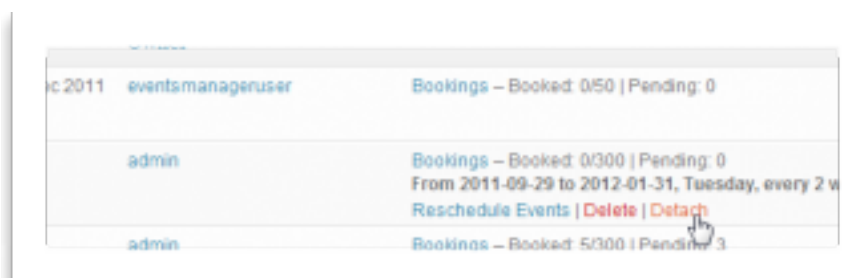 c 2011 eventsmanageruser Bookings – Booked: 0/50 | Pending: 0
admin Bookings – Booked: 0/300 | Pending: 0
From 2011-09-29 to 2012-01-31, Tuesday, every 2 w
Reschedule Events | Delete | Detach
admin Bookings – Booked: 5/300 | Pending: 3